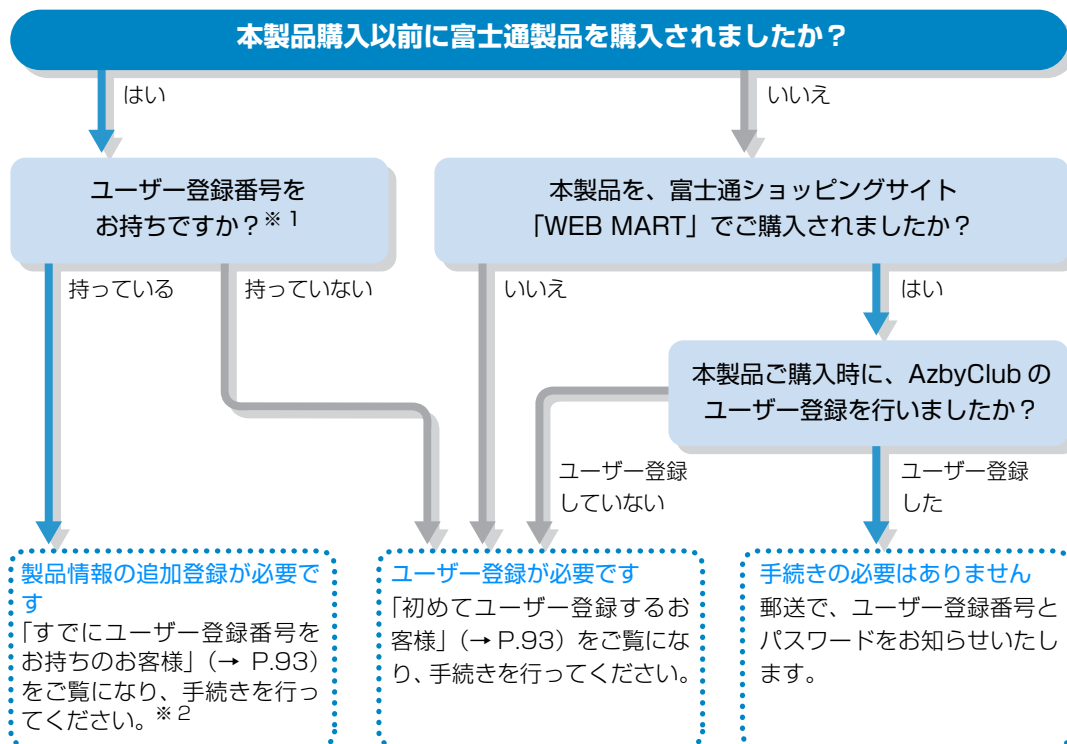 本製品購入以前に富士通製品を購入されましたか？
はい
いいえ
ユーザー登録番号を
お持ちですか？※1
本製品を、富士通ショッピングサイト
「WEB MART」でご購入されましたか？
持っている
持っていない
いいえ
はい
本製品ご購入時に、AzbyClub の
ユーザー登録を行いましたか？
ユーザー登録
していない
ユーザー登録
した
製品情報の追加登録が必要で
す
「すでにユーザー登録番号を
お持ちのお客様」（→ P.93）
をご覧になり、手続きを行っ
てください。※2
ユーザー登録が必要です
「初めてユーザー登録するお
客様」（→ P.93）をご覧にな
り、手続きを行ってください。
手続きの必要はありません
郵送で、ユーザー登録番号と
パスワードをお知らせいたし
ます。